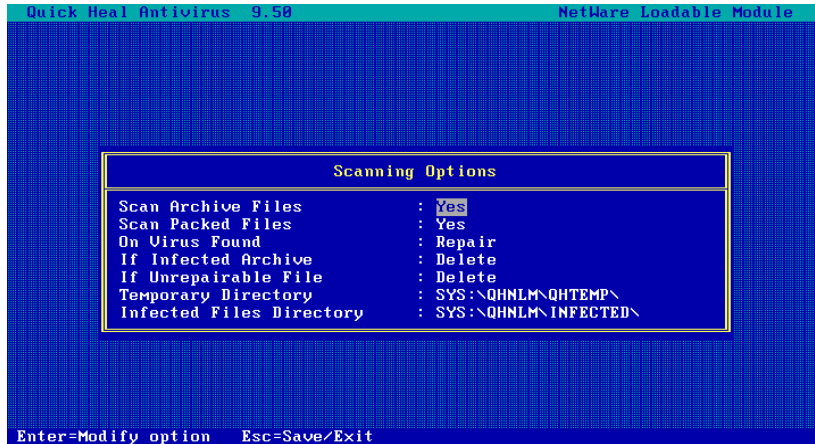 Quick Heal Antivirus 9.50 NetWare Loadable Module
Scanning Options
Scan Archive Files : Yes
Scan Packed Files : Yes
On Virus Found : Repair
If Infected Archive : Delete
If Unrepairable File : Delete
Temporary Directory : SYS:\QHNLM\QHTEMP\
Infected Files Directory : SYS:\QHNLM\INFECTED\
Enter=Modify option Esc=Save/Exit